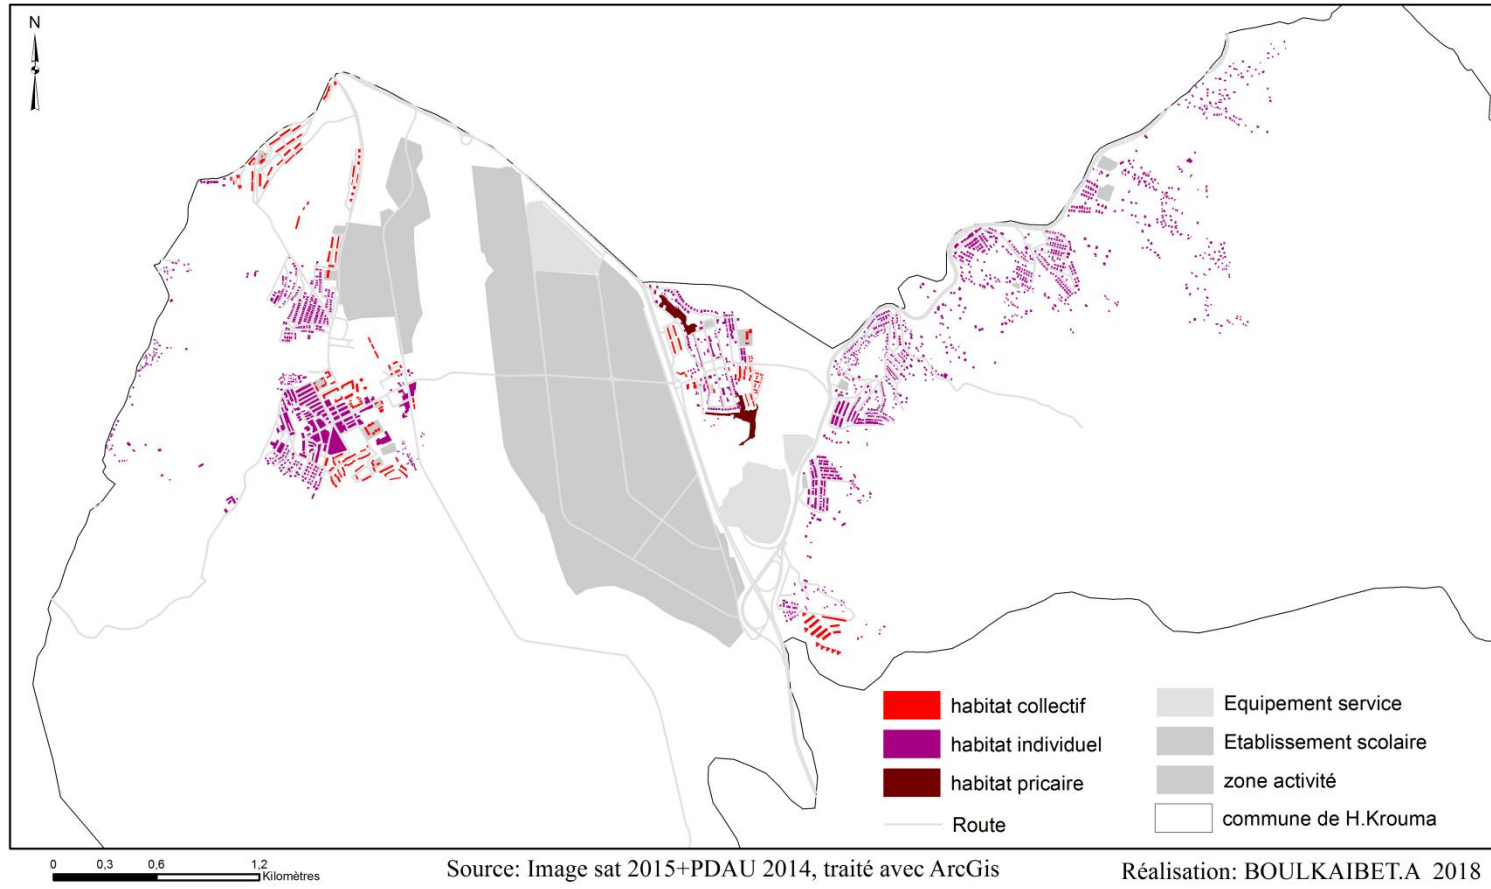 N
habitat collectif
habitat individuel
habitat pricaire
Route
Equipement service
Etablissement scolaire
zone activité
commune de H.Krouma
0 0,3 0,6 1,2
Kilomètres
Source: Image sat 2015+PDAU 2014, traité avec ArcGis
Réalisation: BOULKAIBET.A 2018